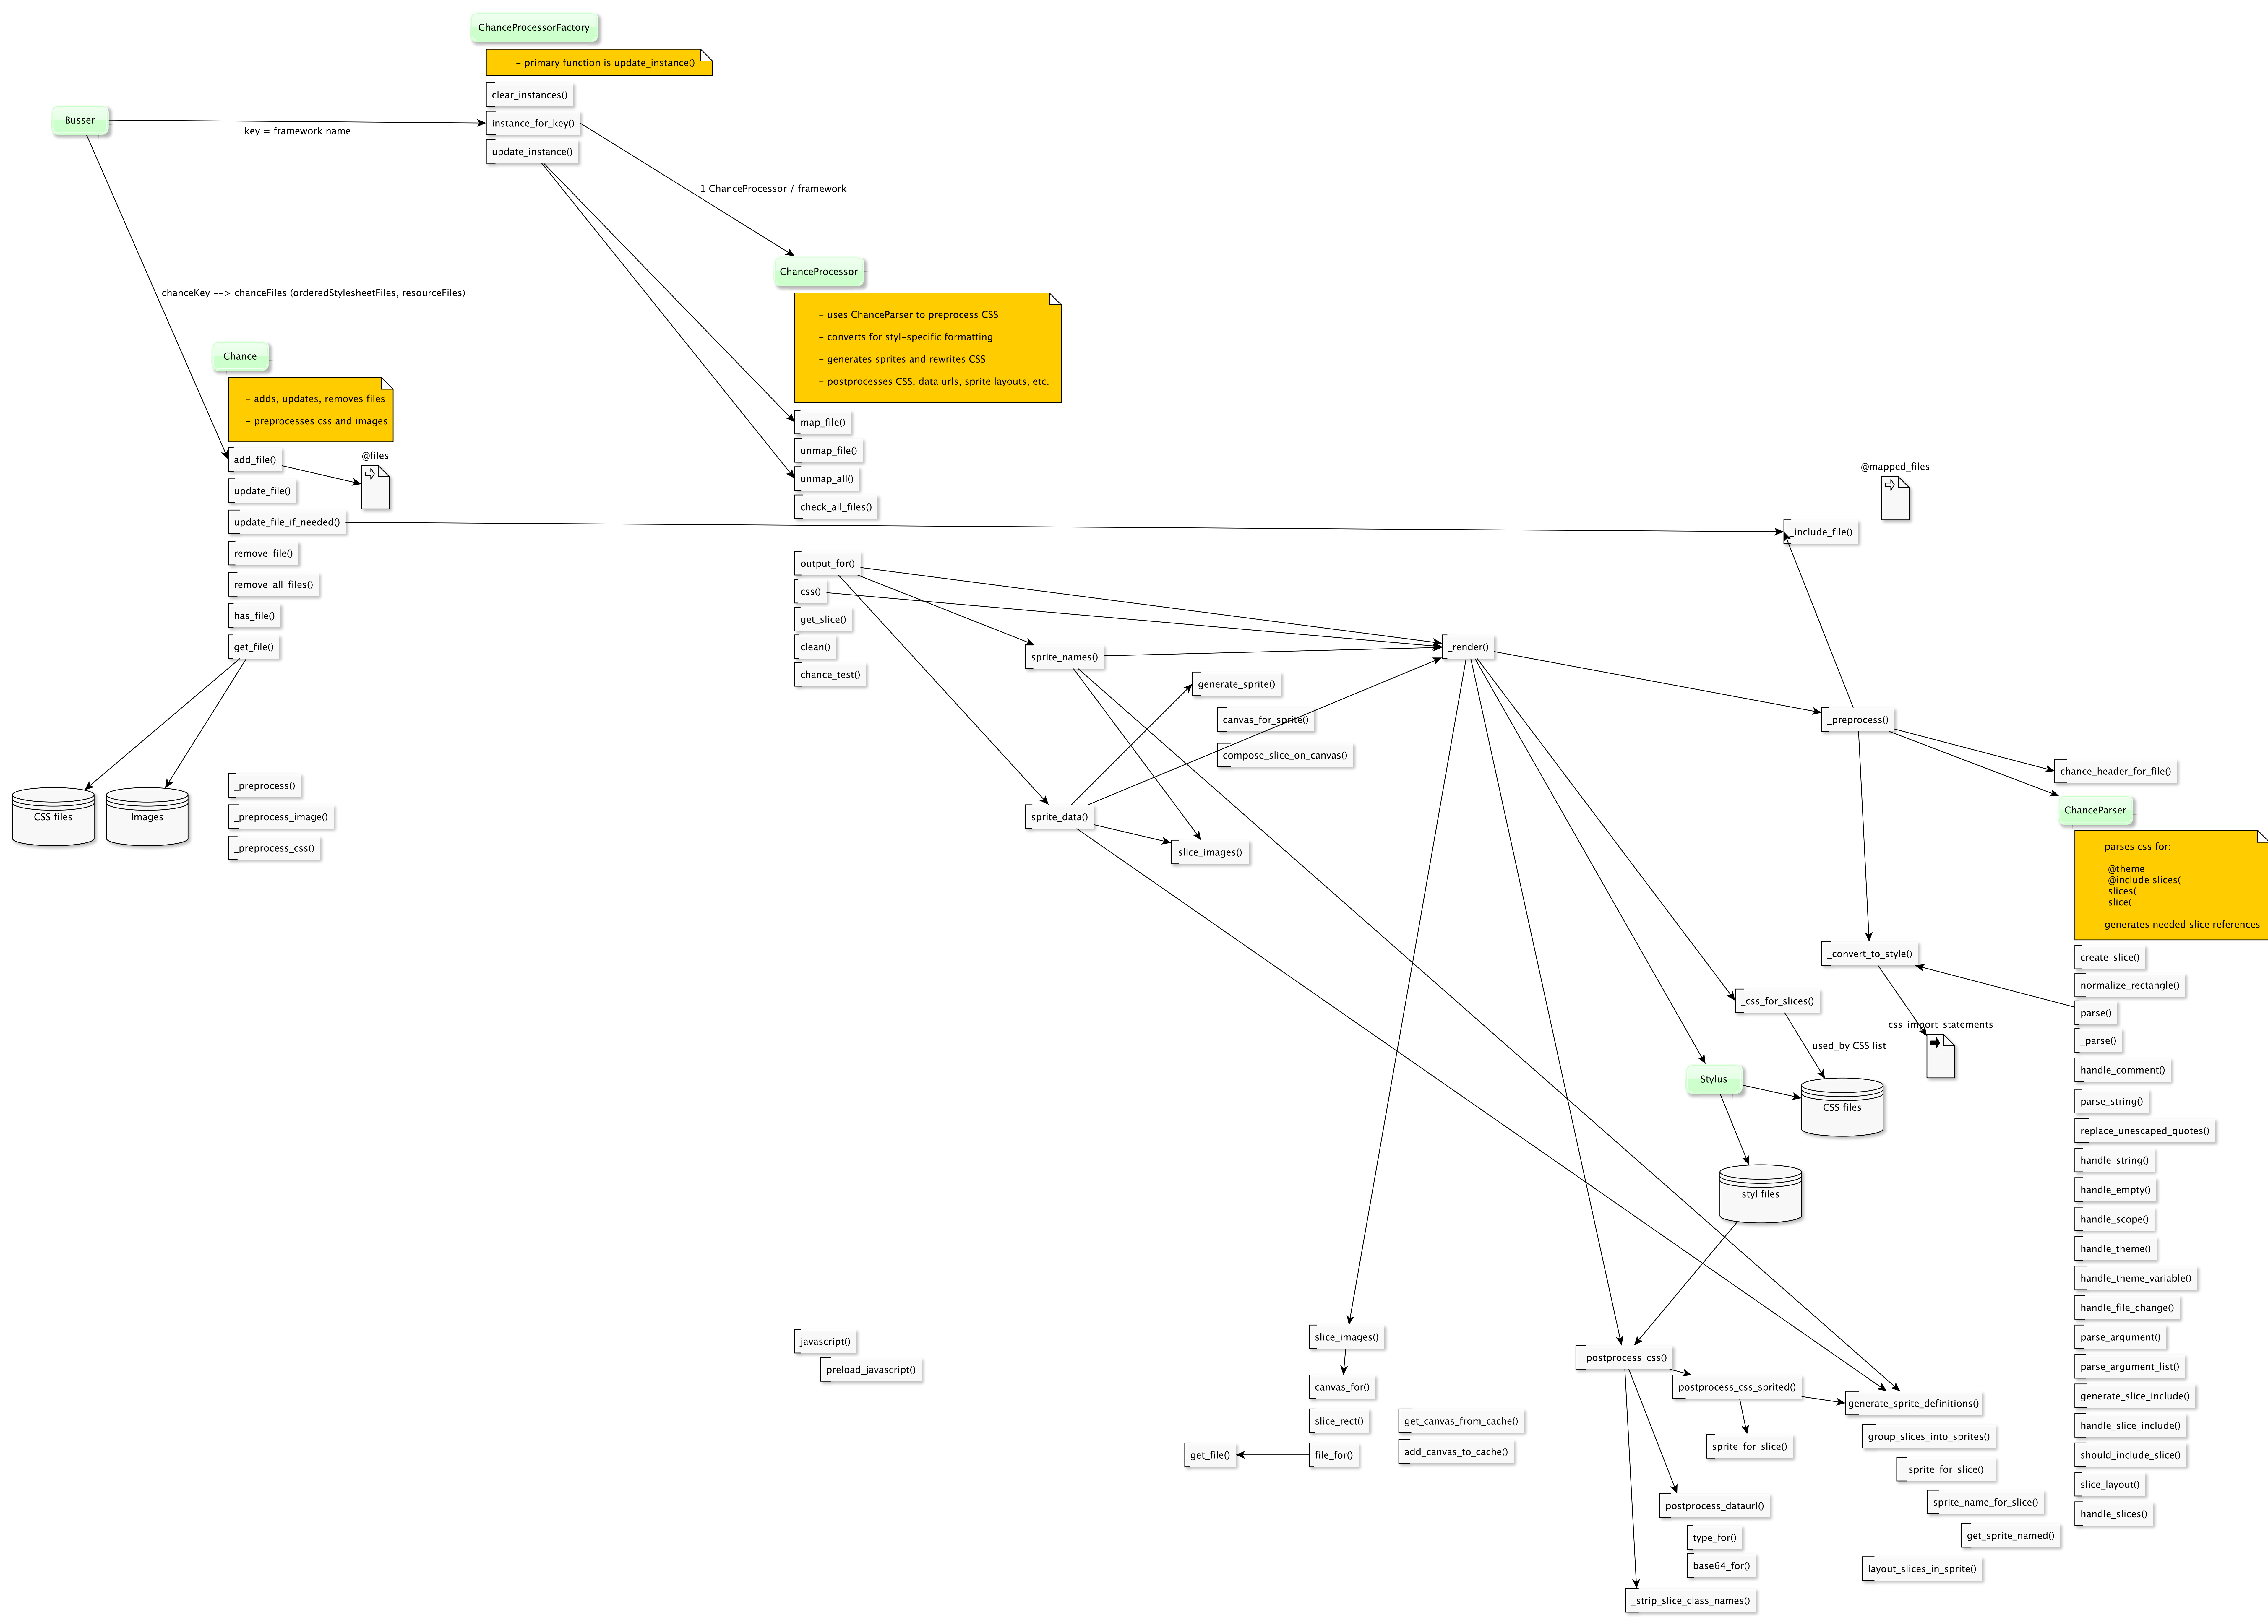 ChanceProcessorFactory
- primary function is update_instance()
clear_instances()
instance_for_key()
update_instance()
Busser
key = framework name
1 ChanceProcessor / framework
chanceKey --> chanceFiles (orderedStylesheetFiles, resourceFiles)
ChanceProcessor
- uses ChanceParser to preprocess CSS
- converts for styl-specific formatting
- generates sprites and rewrites CSS
- postprocesses CSS, data urls, sprite layouts, etc.
map_file()
unmap_file()
unmap_all()
check_all_files()
Chance
- adds, updates, removes files
- preprocesses css and images
add_file()
@files
update_file()
update_file_if_needed()
remove_file()
remove_all_files()
has_file()
get_file()
CSS files
Images
_preprocess()
_preprocess_image()
_preprocess_css()
@mapped_files
_include_file()
output_for()
css()
get_slice()
clean()
chance_test()
sprite_names()
generate_sprite()
canvas_for_sprite()
compose_slice_on_canvas()
sprite_data()
slice_images()
_render()
_preprocess()
chance_header_for_file()
ChanceParser
- parses css for:
@theme
@include slices(
slices(
slice(
- generates needed slice references
create_slice()
normalize_rectangle()
parse()
_parse()
handle_comment()
parse_string()
replace_unescaped_quotes()
handle_string()
handle_empty()
handle_scope()
handle_theme()
handle_theme_variable()
handle_file_change()
parse_argument()
parse_argument_list()
generate_slice_include()
handle_slice_include()
should_include_slice()
slice_layout()
handle_slices()
_convert_to_style()
css_import_statements
_css_for_slices()
used_by CSS list
Stylus
CSS files
styl files
javascript()
preload_javascript()
slice_images()
canvas_for()
slice_rect()
file_for()
get_file()
get_canvas_from_cache()
add_canvas_to_cache()
_postprocess_css()
postprocess_css_sprited()
sprite_for_slice()
postprocess_dataurl()
type_for()
base64_for()
_strip_slice_class_names()
generate_sprite_definitions()
group_slices_into_sprites()
sprite_for_slice()
sprite_name_for_slice()
get_sprite_named()
layout_slices_in_sprite()